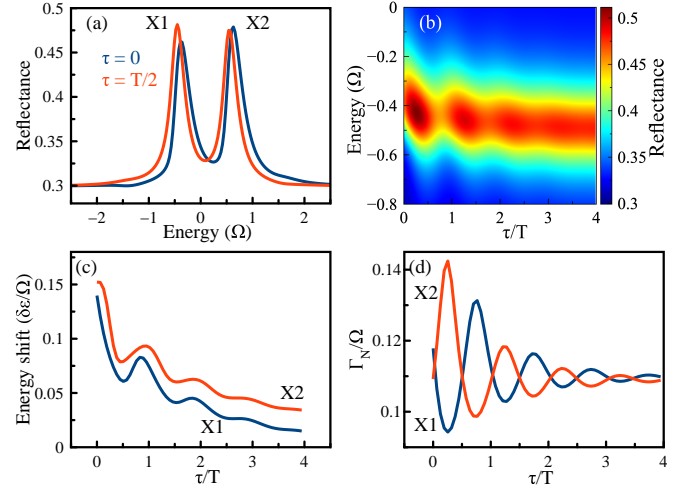 (a)
X1
X2
τ = 0
τ = T/2
0.5
0.45
0.4
0.35
0.3
Reflectance
−2
−1
0
1
2
Energy (Ω)
(b)
0
−0.2
−0.4
−0.6
−0.8
Energy (Ω)
0
1
2
3
4
τ/T
0.5
0.45
0.4
0.35
0.3
Reflectance
(c)
0.15
0.1
0.05
0
Energy shift (δε/Ω)
X2
X1
0
1
2
3
4
τ/T
(d)
0.14
0.12
0.1
Γ_N/Ω
X2
X1
0
1
2
3
4
τ/T